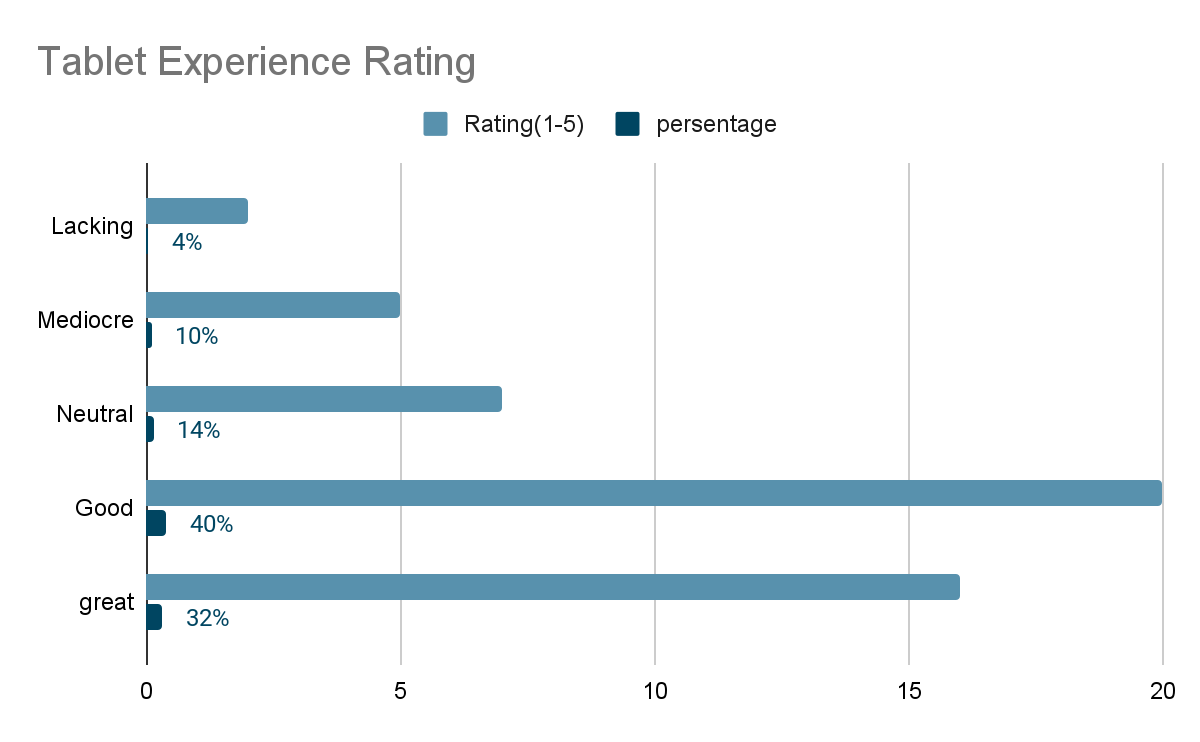 Tablet Experience Rating
Rating(1-5) persentage
Lacking
4%
Mediocre
10%
Neutral
14%
Good
40%
great
32%
0 5 10 15 20